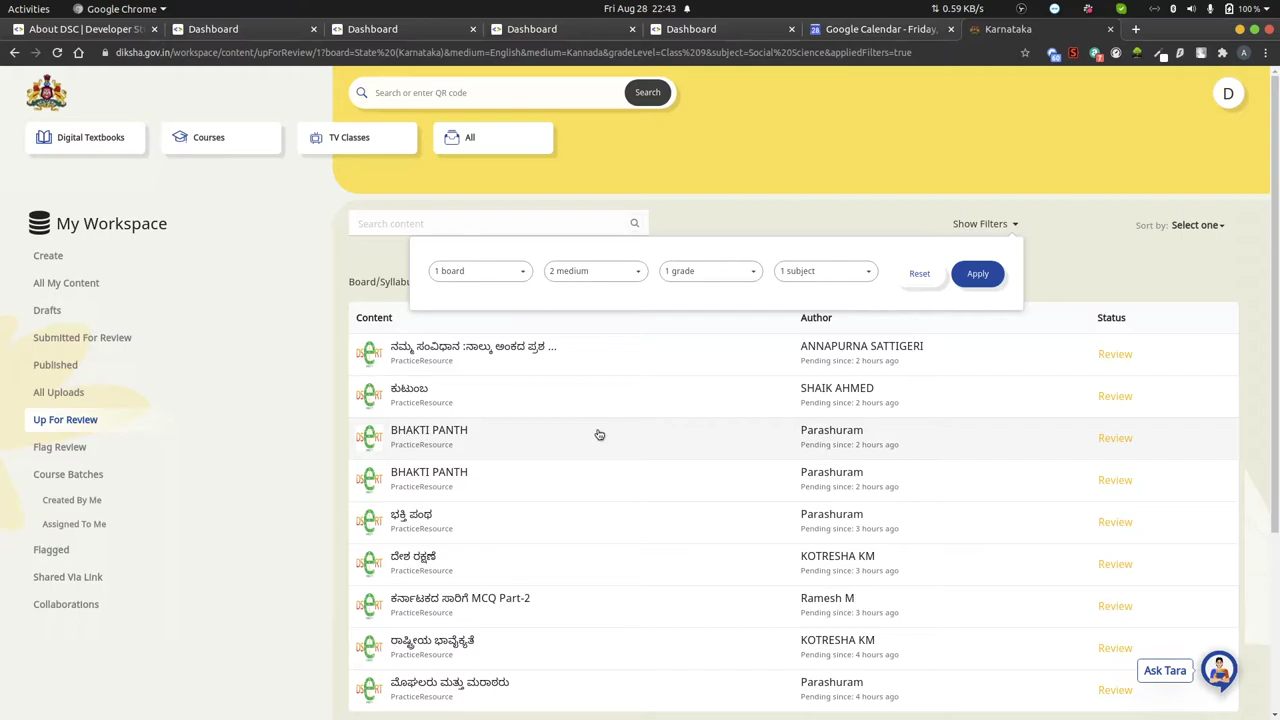 Activities Google Chrome Fri Aug 28 22:43 0.59 KB/s 100 %
About DSC | Developer S Dashboard Dashboard Dashboard Dashboard Google Calendar - Friday, Karnataka
diksha.gov.in/workspace/content/upForReview/1?board=State%20(Karnataka)&medium=English&medium=Kannada&gradeLevel=Class%209&subject=Social%20Science&appliedFilters=true
Search or enter QR code Search D
Digital Textbooks Courses TV Classes All
My Workspace
Create
All My Content
Drafts
Submitted For Review
Published
All Uploads
Up For Review
Flag Review
Course Batches
Created By Me
Assigned To Me
Flagged
Shared Via Link
Collaborations
Search content Show Filters Sort by: Select one
1 board 2 medium 1 grade 1 subject Reset Apply
Board/Syllabu
Content Author Status
ನಮ್ಮ ಸಂವಿಧಾನ :ನಾಲ್ಕು ಅಂಕದ ಪ್ರಶ ... ANNAPURNA SATTIGERI Review
PracticeResource Pending since: 2 hours ago
ಕುಟುಂಬ SHAIK AHMED Review
PracticeResource Pending since: 2 hours ago
BHAKTI PANTH Parashuram Review
PracticeResource Pending since: 2 hours ago
BHAKTI PANTH Parashuram Review
PracticeResource Pending since: 2 hours ago
ಭಕ್ತಿ ಪಂಥ Parashuram Review
PracticeResource Pending since: 3 hours ago
ದೇಶ ರಕ್ಷಣೆ KOTRESHA KM Review
PracticeResource Pending since: 3 hours ago
ಕರ್ನಾಟಕದ ಸಾರಿಗೆ MCQ Part-2 Ramesh M Review
PracticeResource Pending since: 3 hours ago
ರಾಷ್ಟ್ರೀಯ ಭಾವೈಕ್ಯತೆ KOTRESHA KM Review
PracticeResource Pending since: 4 hours ago
ಮೊಘಲರು ಮತ್ತು ಮರಾಠರು Parashuram Review
PracticeResource Pending since: 4 hours ago
Ask Tara